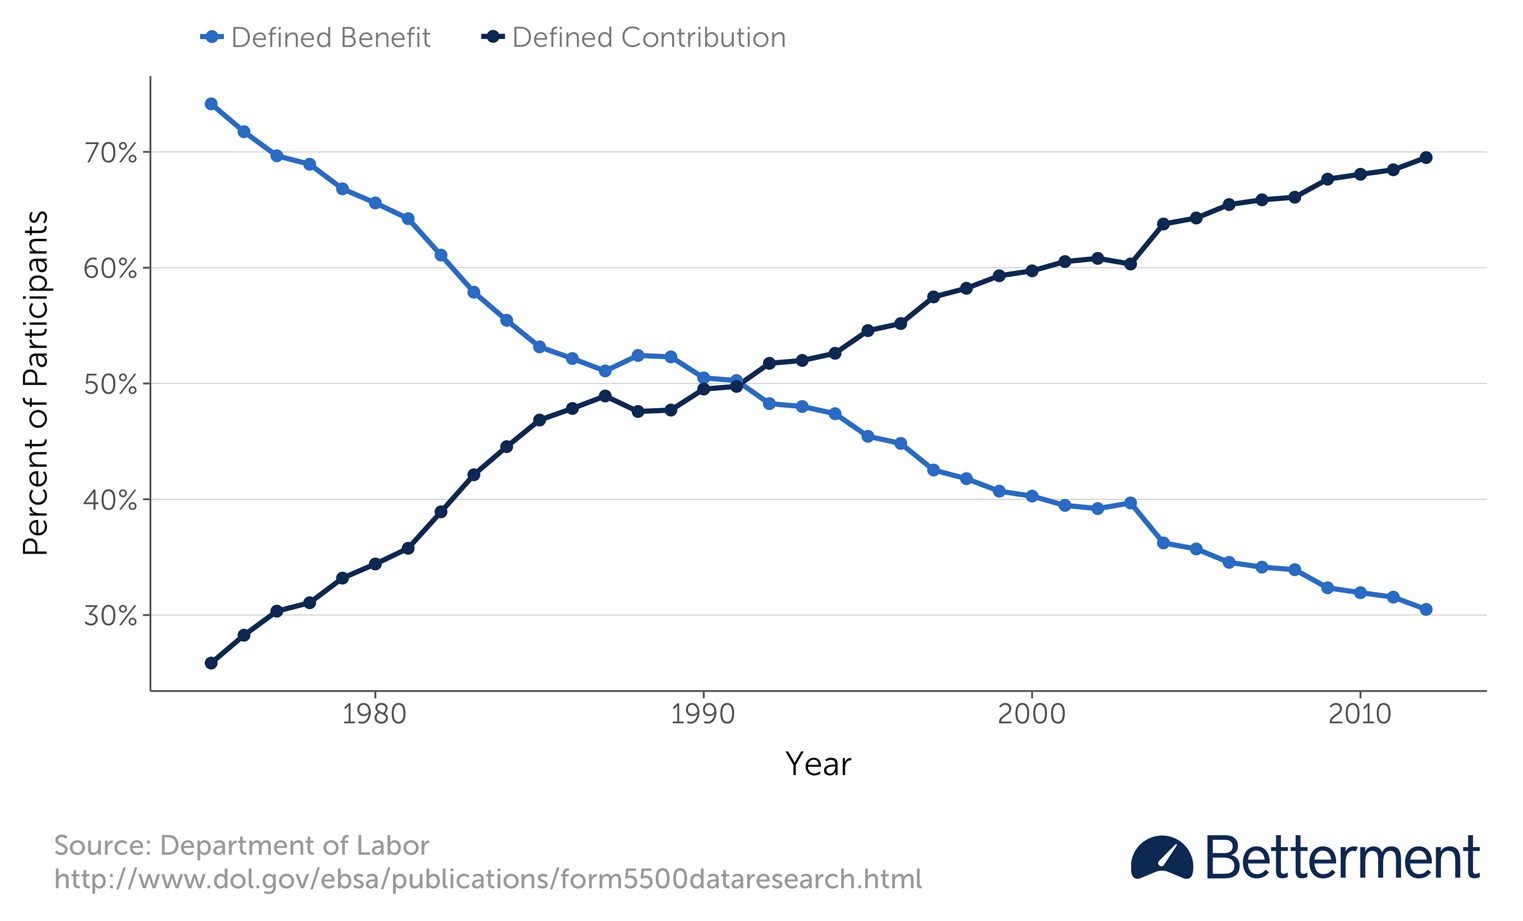 Defined Benefit Defined Contribution
Percent of Participants
70%
60%
50%
40%
30%
1980 1990 2000 2010
Year
Source: Department of Labor
http://www.dol.gov/ebsa/publications/form5500dataresearch.html
Betterment